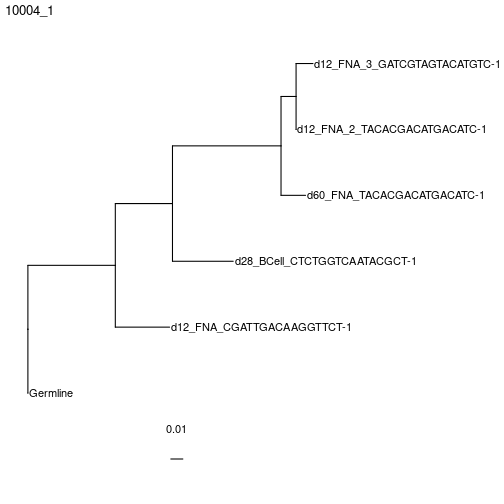 10004_1
d12_FNA_3_GATCGTAGTACATGTC-1
d12_FNA_2_TACACGACATGACATC-1
d60_FNA_TACACGACATGACATC-1
d28_BCell_CTCTGGTCAATACGCT-1
d12_FNA_CGATTGACAAGGTTCT-1
Germline
0.01